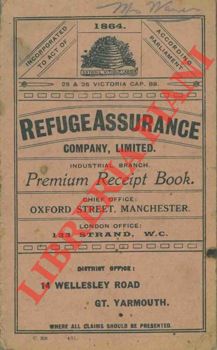 1864.
INCORPORATED TO ACT OF
ACCORDING PARLIAMENT.
25 & 26 VICTORIA CAP. 89.
REFUGE ASSURANCE
COMPANY, LIMITED.
INDUSTRIAL BRANCH.
Premium Receipt Book.
CHIEF OFFICE:
OXFORD STREET, MANCHESTER.
LONDON OFFICE:
133 STRAND, W.C.
DISTRICT OFFICE:
14 WELLESLEY ROAD
GT. YARMOUTH.
WHERE ALL CLAIMS SHOULD BE PRESENTED.
LIBRERIA PIANI